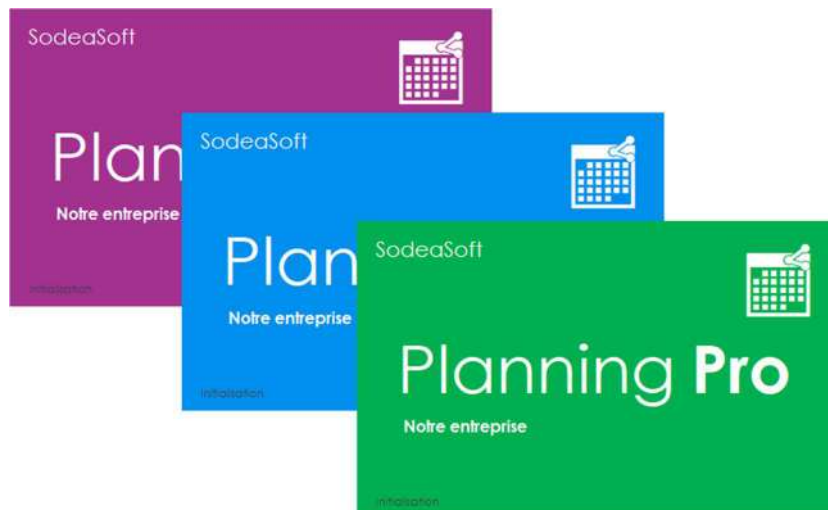 SodeaSoft
Plan
Notre entreprise
Initialisation
SodeaSoft
Plan
Notre entreprise
Initialisation
SodeaSoft
Planning Pro
Notre entreprise
Initialisation